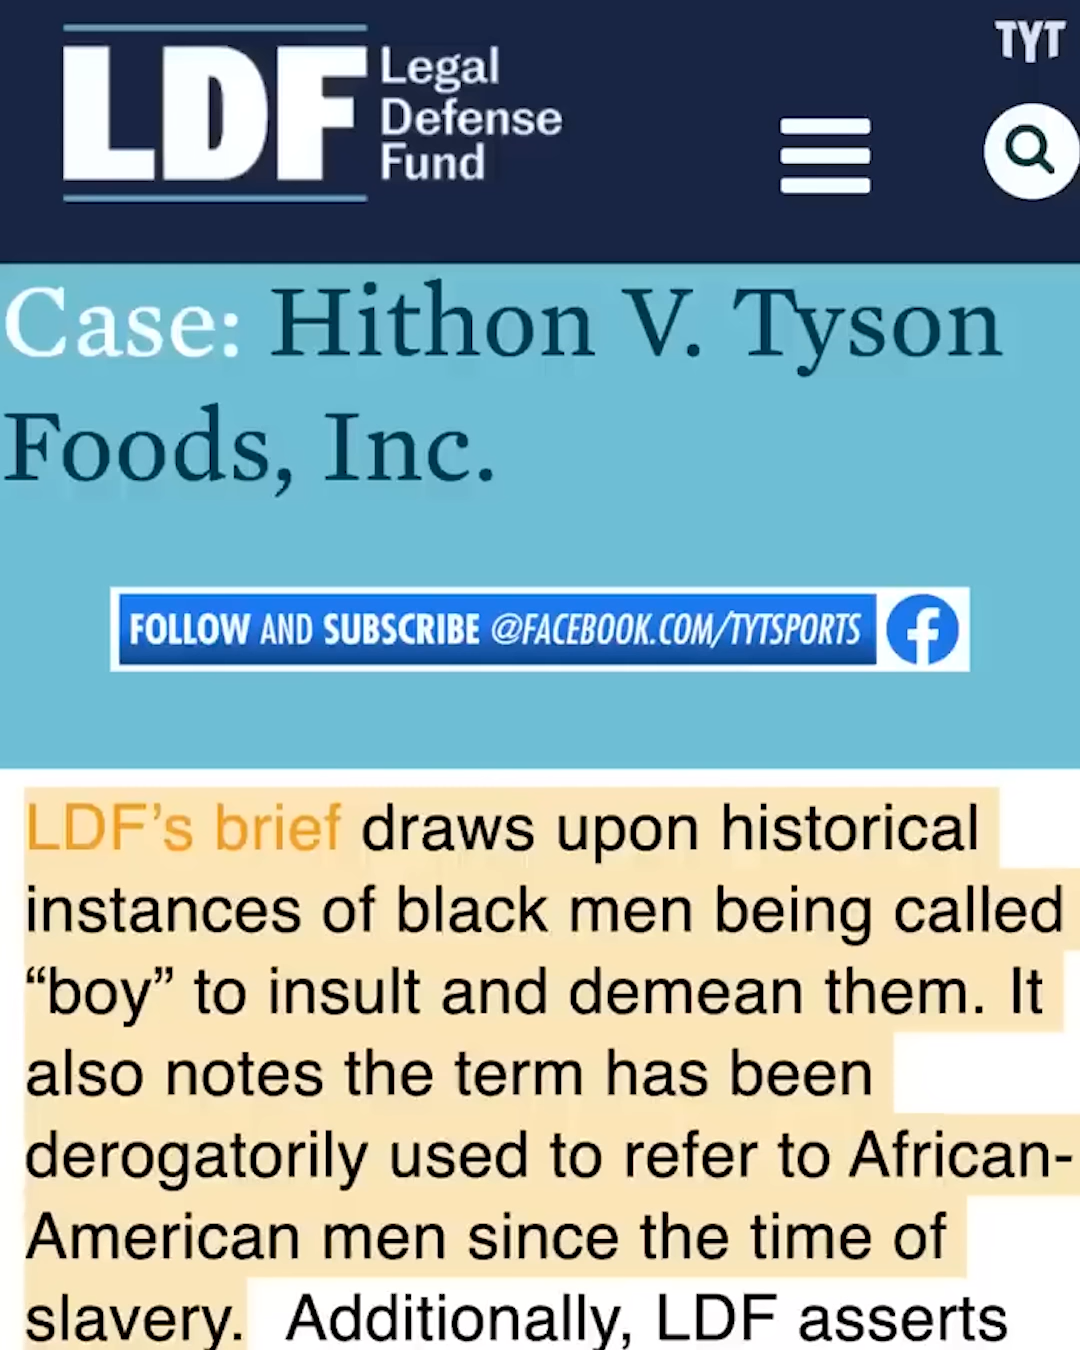 TYT
LDF
Legal
Defense
Fund
Case: Hithon V. Tyson
Foods, Inc.
FOLLOW AND SUBSCRIBE @FACEBOOK.COM/TYTSPORTS
LDF’s brief draws upon historical
instances of black men being called
“boy” to insult and demean them. It
also notes the term has been
derogatorily used to refer to African-
American men since the time of
slavery. Additionally, LDF asserts